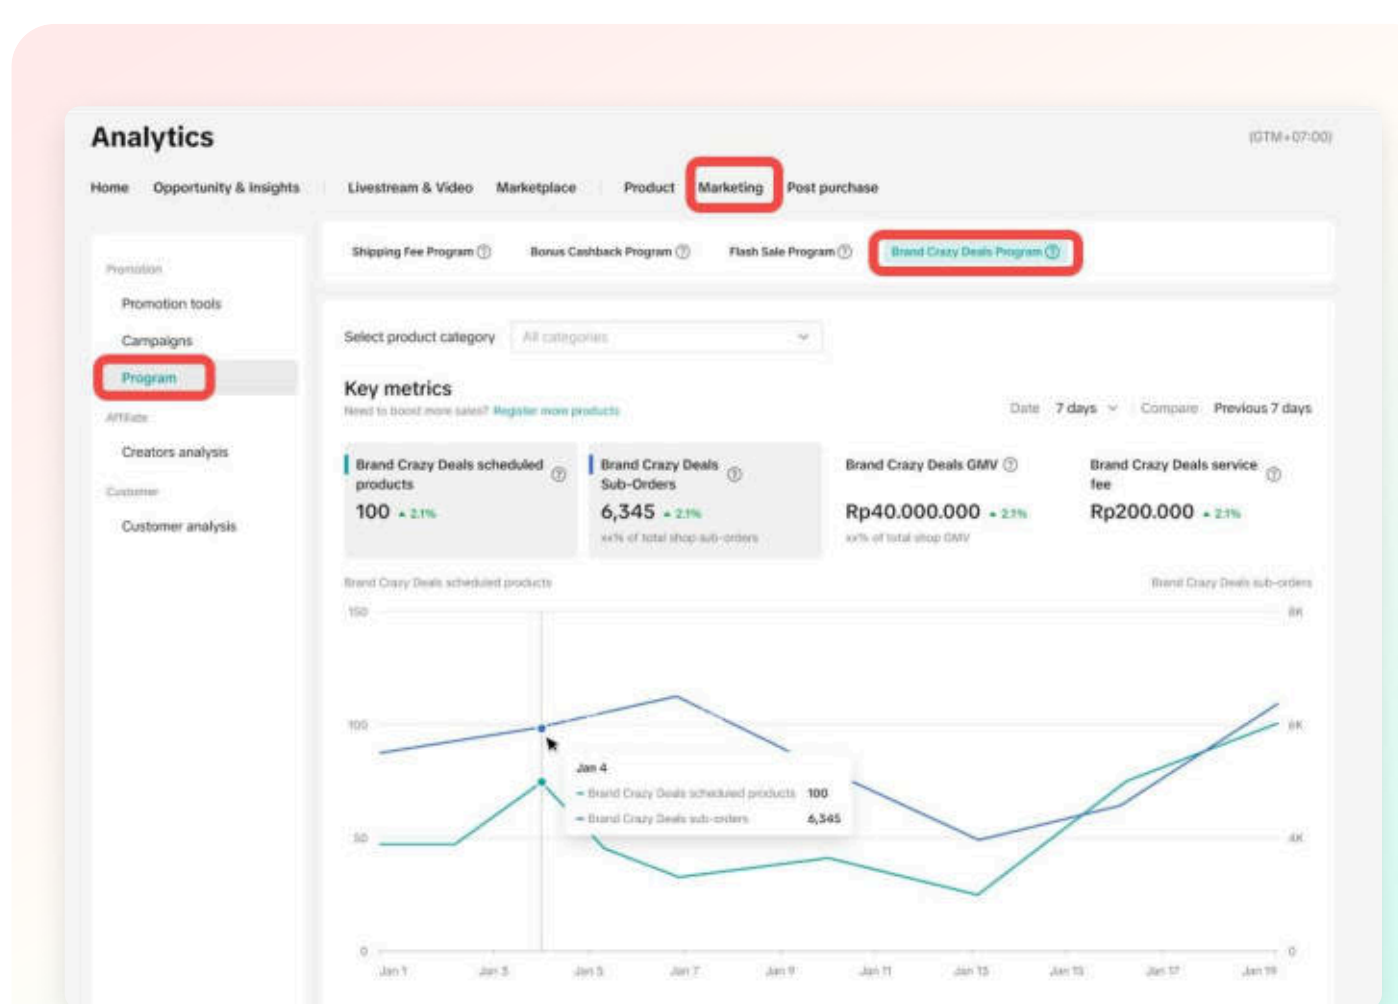 Analytics
(GTM+07:00)
Home Opportunity & Insights Livestream & Video Marketplace Product Marketing Post purchase
Shipping Fee Program ? Bonus Cashback Program ? Flash Sale Program ? Brand Crazy Deals Program ?
Promotion
Promotion tools
Campaigns
Program
Affiliate
Creators analysis
Customer
Customer analysis
Select product category All categories
Key metrics
Need to boost more sales? Register more products
Date 7 days Compare Previous 7 days
Brand Crazy Deals scheduled products ?
100 2.1%
Brand Crazy Deals Sub-Orders ?
6,345 2.1%
xx% of total shop sub-orders
Brand Crazy Deals GMV ?
Rp40.000.000 2.1%
xx% of total shop GMV
Brand Crazy Deals service fee ?
Rp200.000 2.1%
Brand Crazy Deals scheduled products
Brand Crazy Deals sub-orders
150 8K
100 6K
50 4K
0 0
Jan 4
Brand Crazy Deals scheduled products 100
Brand Crazy Deals sub-orders 6,345
Jan 1 Jan 3 Jan 5 Jan 7 Jan 9 Jan 11 Jan 13 Jan 15 Jan 17 Jan 19